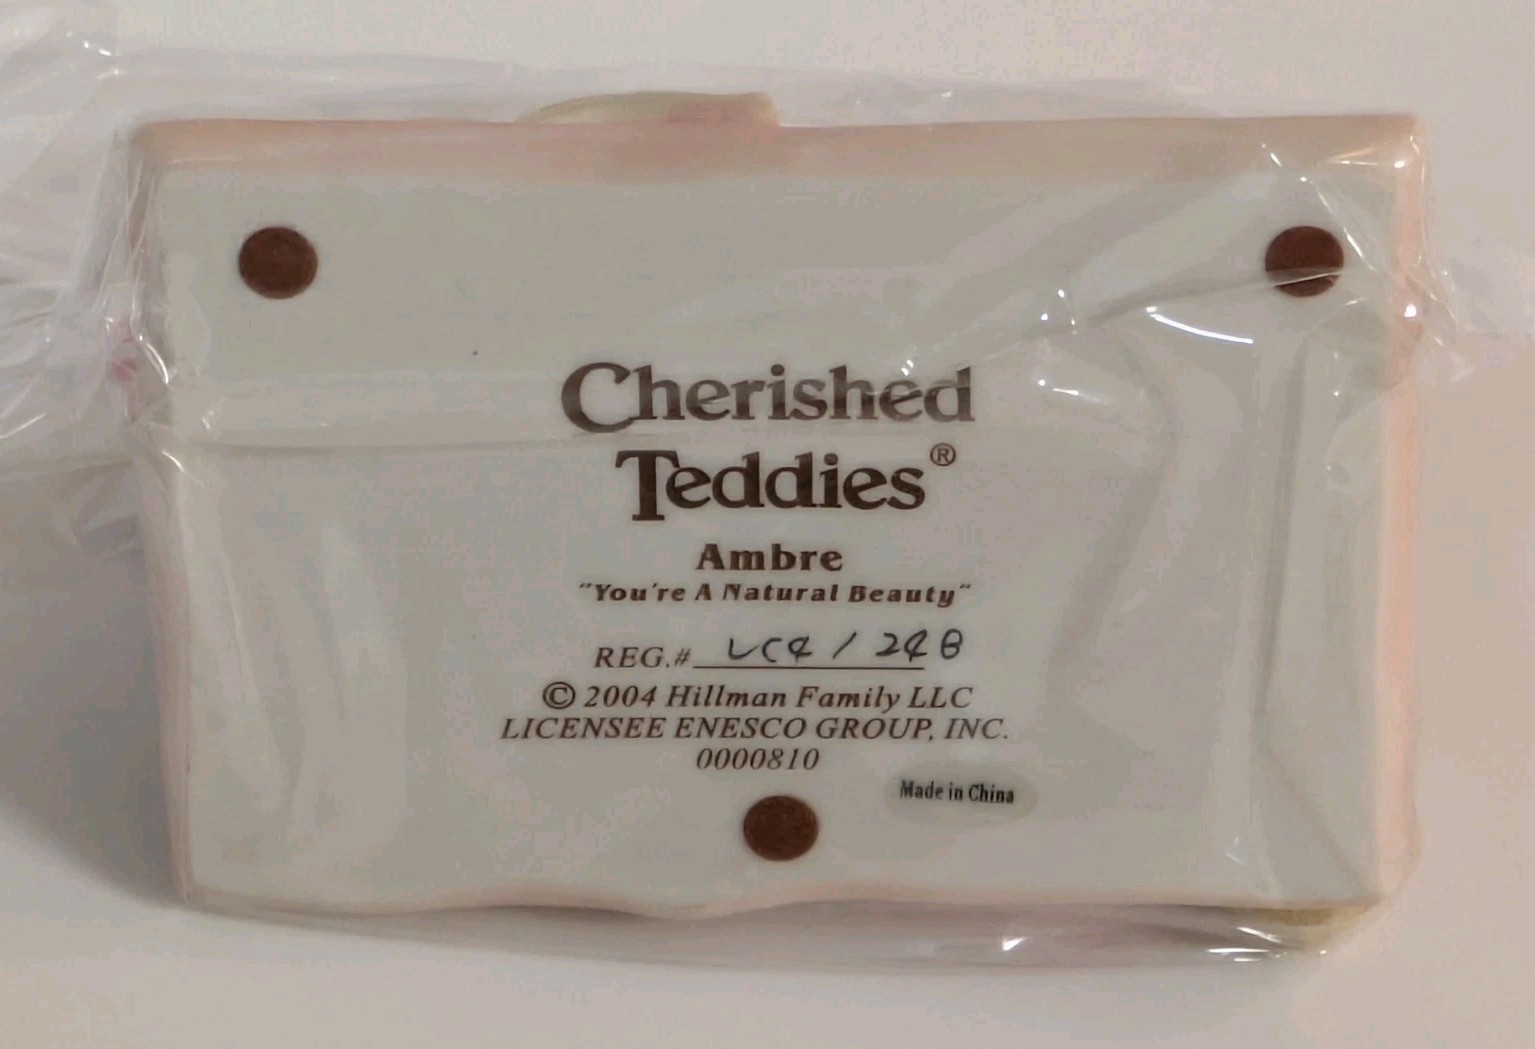 Cherished
Teddies®
Ambre
"You're A Natural Beauty"
REG.# LC4 / 248
© 2004 Hillman Family LLC
LICENSEE ENESCO GROUP, INC.
0000810
Made in China